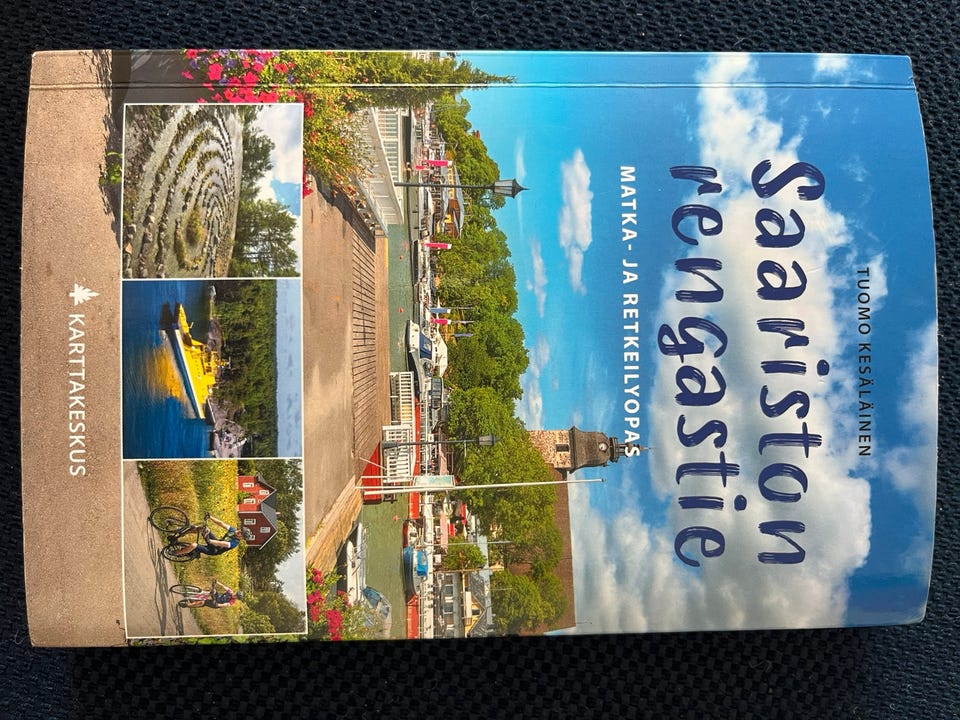 TUOMO KESÄLÄINEN
Saariston
rengastie
MATKA- JA RETKEILYOPAS
KARTTAKESKUS